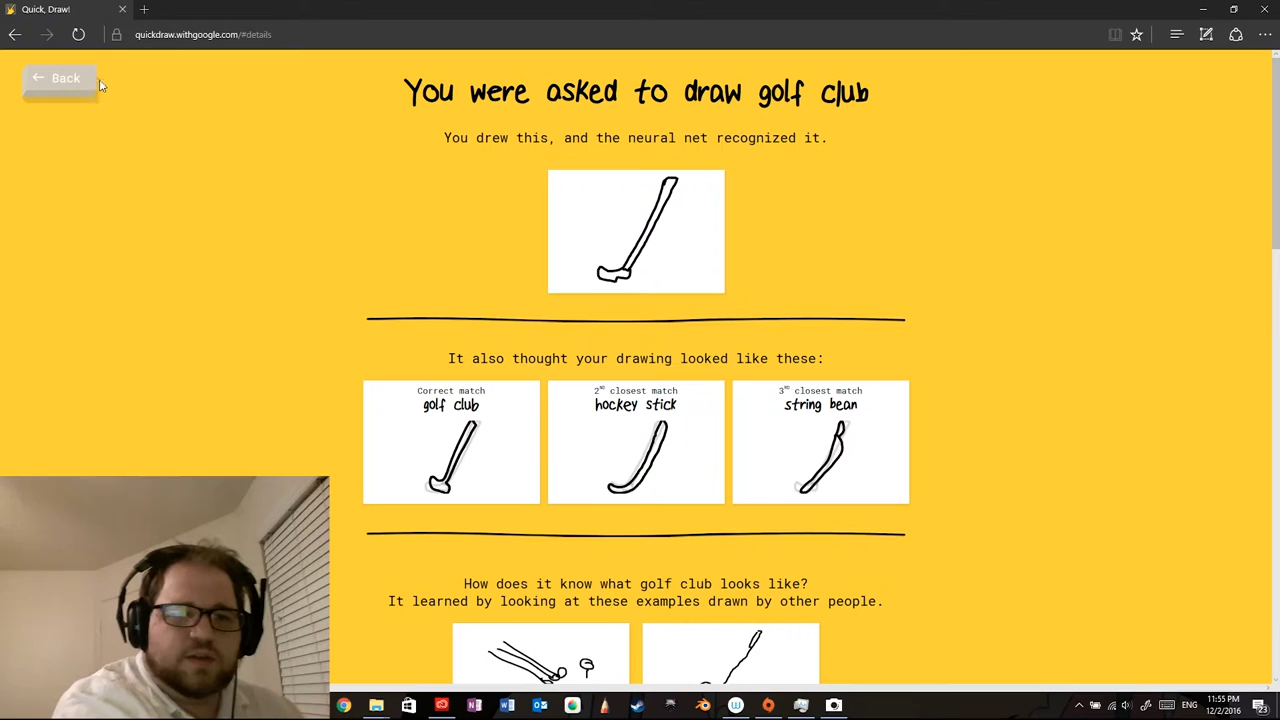 Quick, Draw!
quickdraw.withgoogle.com/#details
Back
You were asked to draw golf club
You drew this, and the neural net recognized it.
It also thought your drawing looked like these:
Correct match
golf club
2ND closest match
hockey stick
3RD closest match
string bean
How does it know what golf club looks like?
It learned by looking at these examples drawn by other people.
11:55 PM
12/2/2016